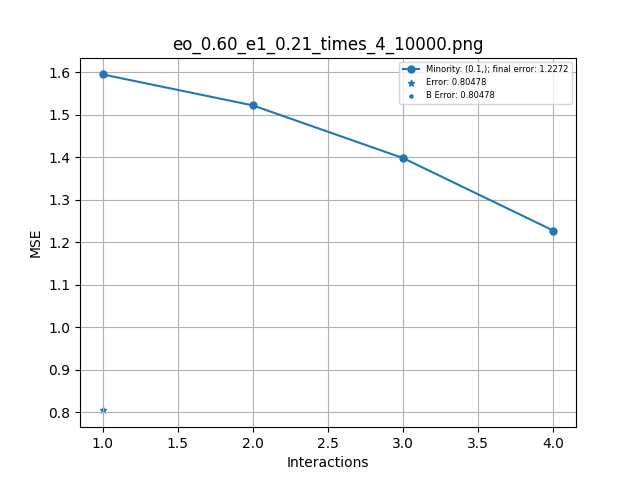 eo_0.60_e1_0.21_times_4_10000.png
Minority: (0.1,); final error: 1.2272
Error: 0.80478
B Error: 0.80478
1.6
1.5
1.4
1.3
1.2
1.1
1.0
0.9
0.8
MSE
1.0 1.5 2.0 2.5 3.0 3.5 4.0
Interactions